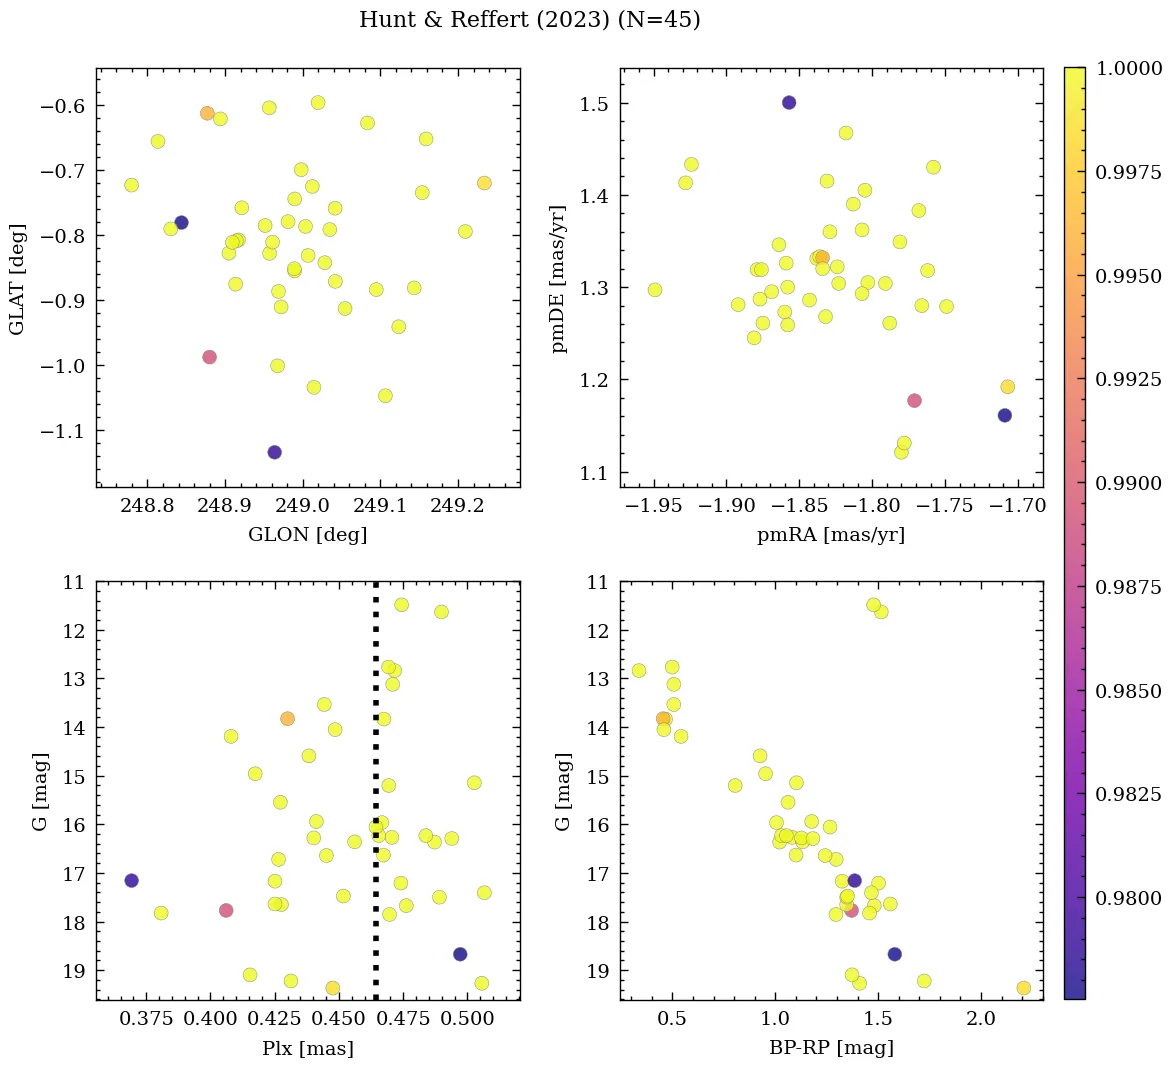 Hunt & Reffert (2023) (N=45)
−0.6
−0.7
−0.8
−0.9
−1.0
−1.1
GLAT [deg]
248.8 248.9 249.0 249.1 249.2
GLON [deg]
1.5
1.4
1.3
1.2
1.1
pmDE [mas/yr]
−1.95 −1.90 −1.85 −1.80 −1.75 −1.70
pmRA [mas/yr]
11
12
13
14
15
16
17
18
19
G [mag]
0.375 0.400 0.425 0.450 0.475 0.500
Plx [mas]
11
12
13
14
15
16
17
18
19
G [mag]
0.5 1.0 1.5 2.0
BP-RP [mag]
1.0000
0.9975
0.9950
0.9925
0.9900
0.9875
0.9850
0.9825
0.9800